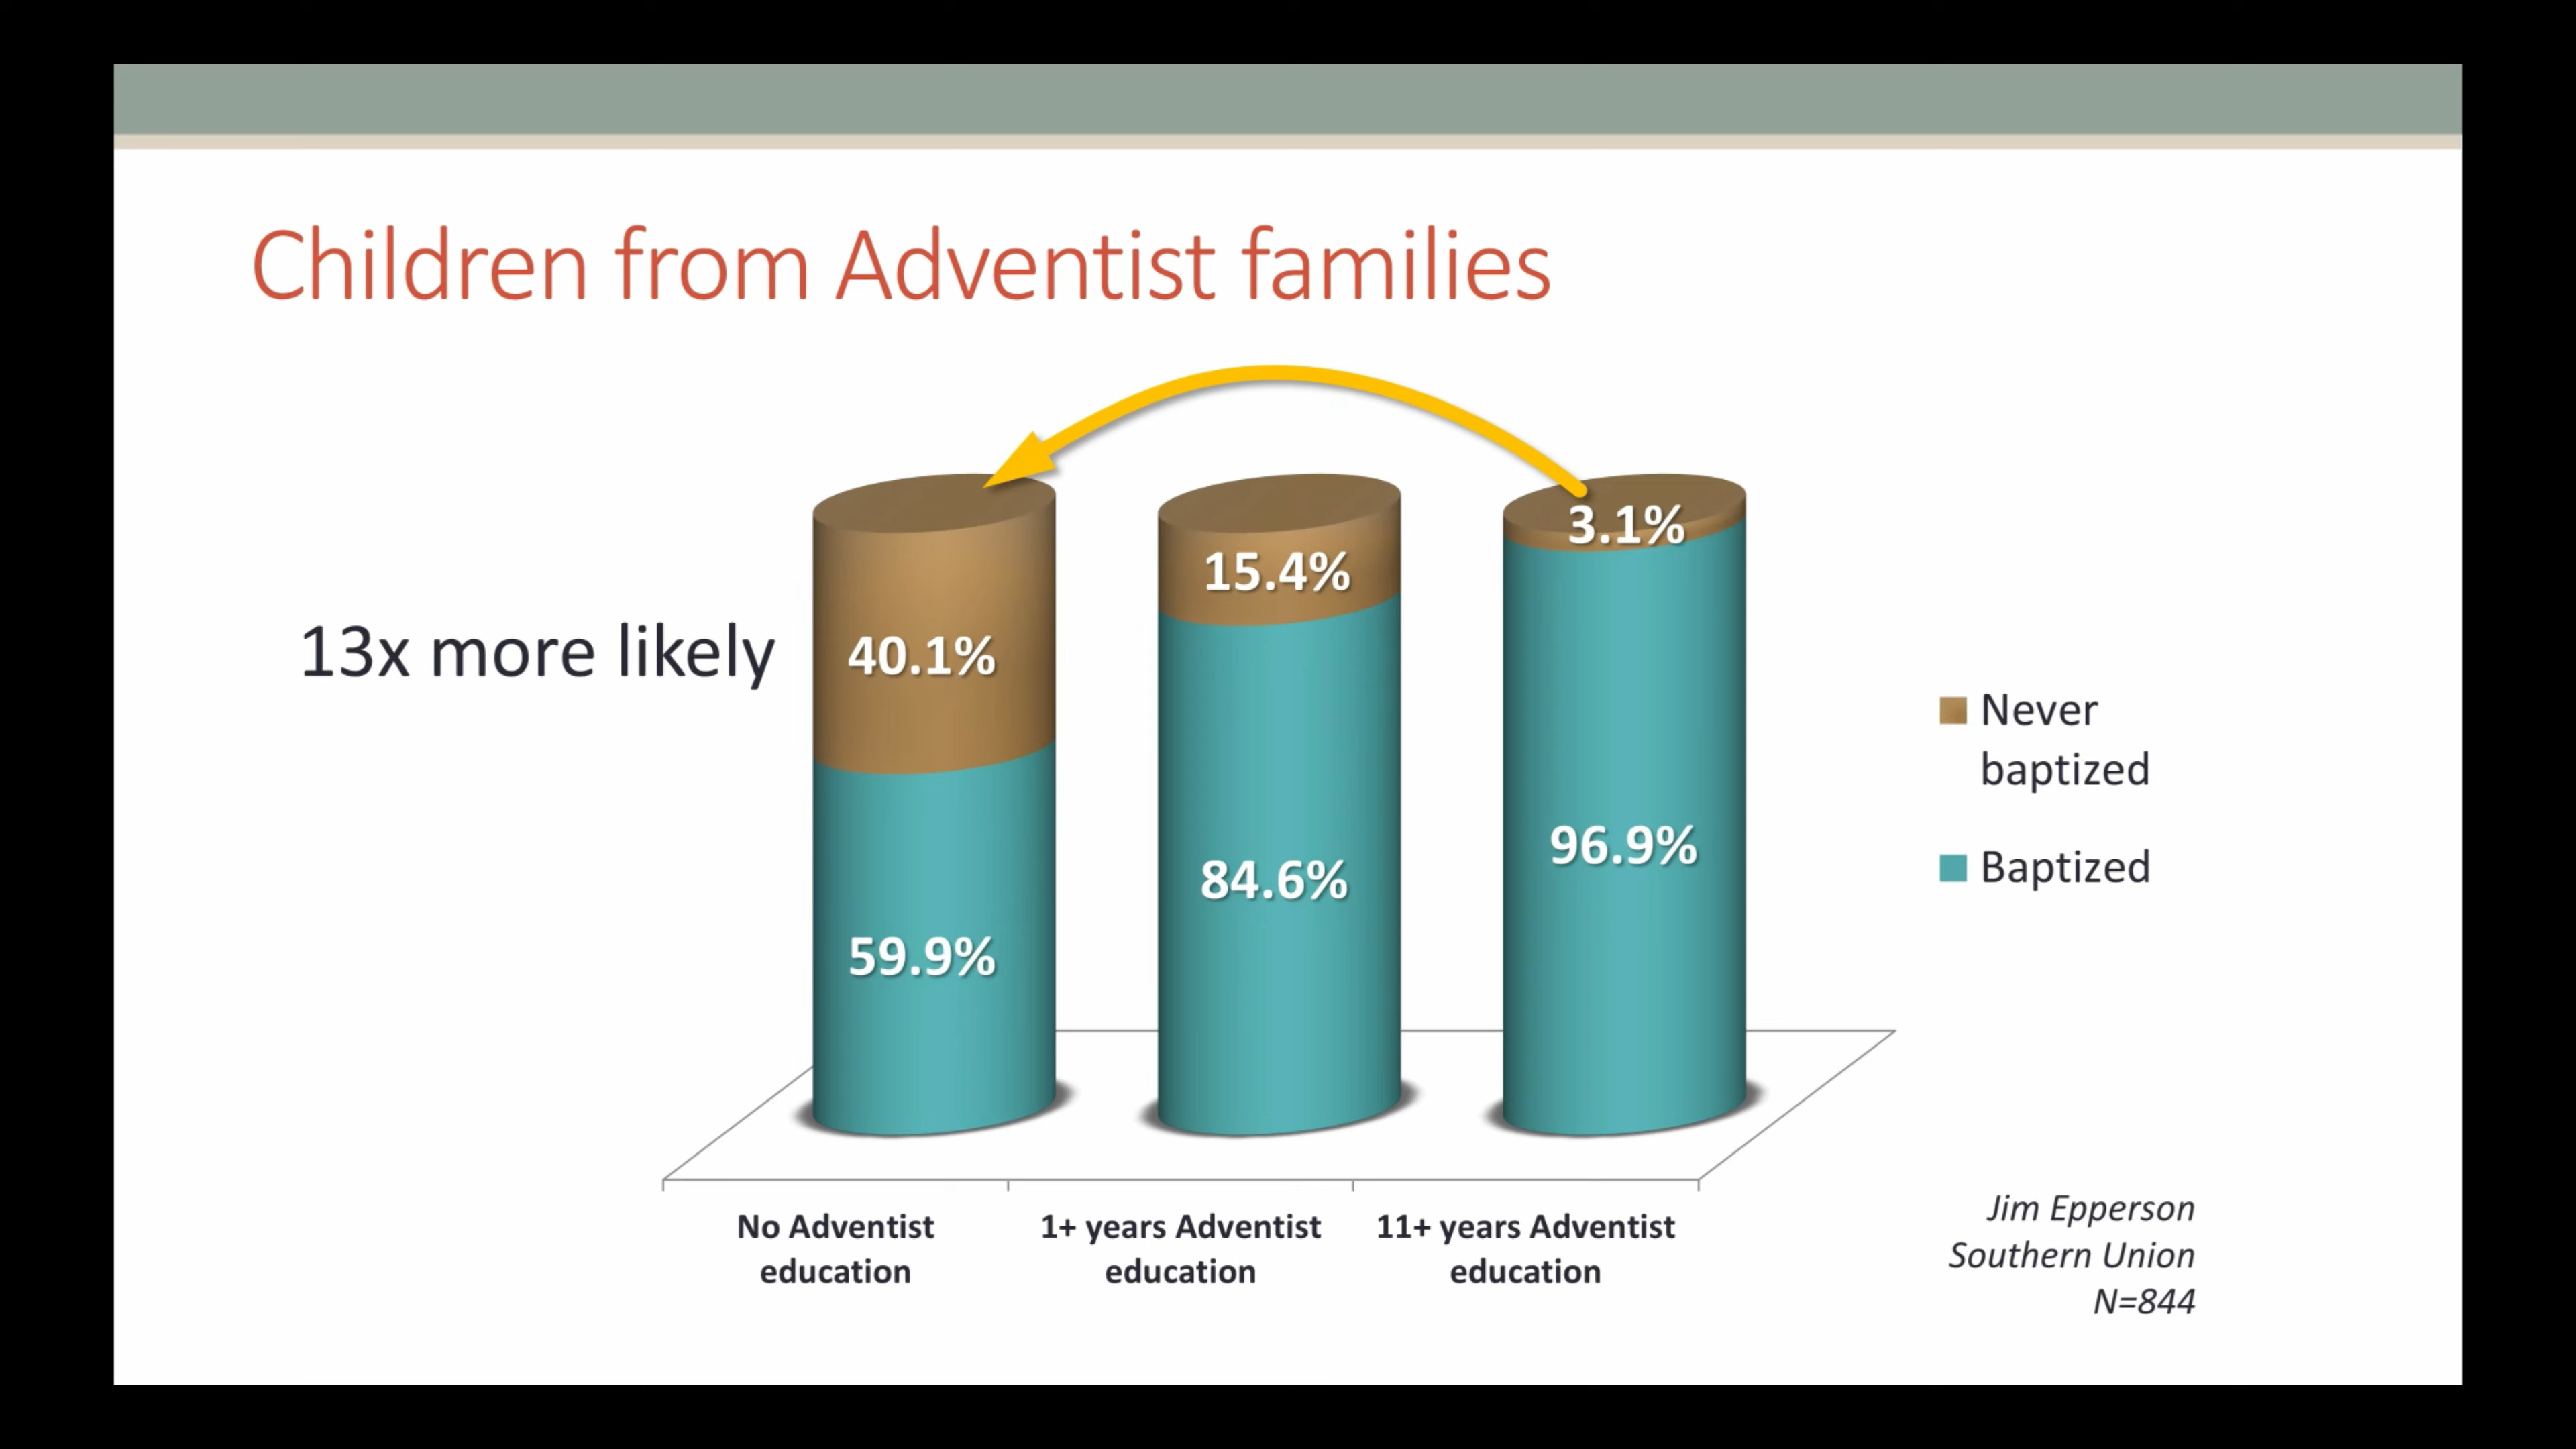 Children from Adventist families
13x more likely
40.1%
59.9%
15.4%
84.6%
3.1%
96.9%
Never
baptized
Baptized
No Adventist
education
1+ years Adventist
education
11+ years Adventist
education
Jim Epperson
Southern Union
N=844